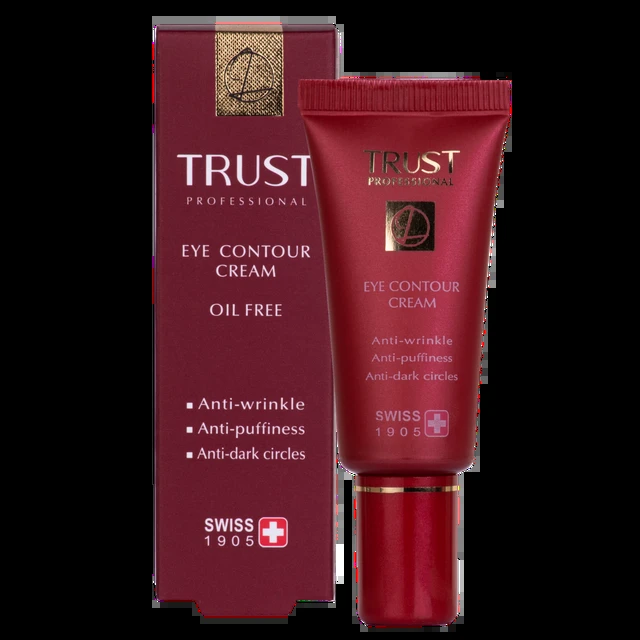 TRUST
PROFESSIONAL
EYE CONTOUR
CREAM
OIL FREE
▪ Anti-wrinkle
▪ Anti-puffiness
▪ Anti-dark circles
SWISS
1905
TRUST
PROFESSIONAL
EYE CONTOUR
CREAM
Anti-wrinkle
Anti-puffiness
Anti-dark circles
SWISS
1905